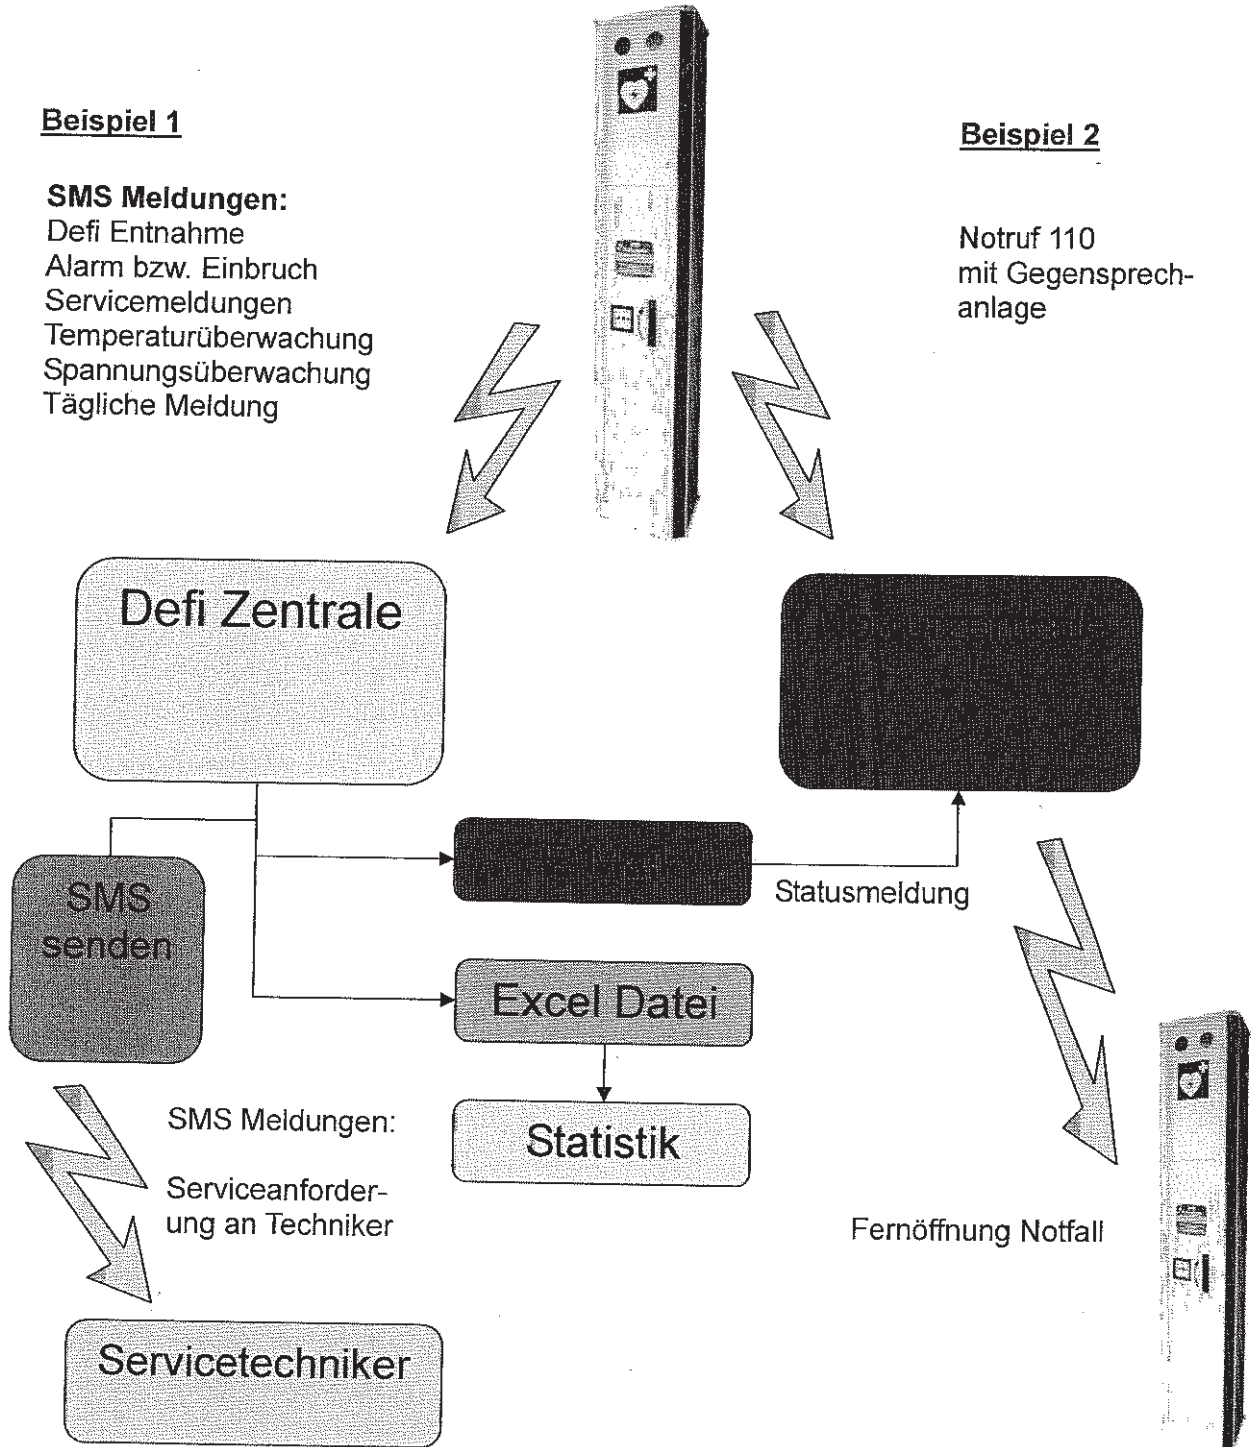 Beispiel 1
SMS Meldungen:
Defi Entnahme
Alarm bzw. Einbruch
Servicemeldungen
Temperaturüberwachung
Spannungsüberwachung
Tägliche Meldung
Beispiel 2
Notruf 110
mit Gegensprech-
anlage
Defi Zentrale
SMS
senden
Statusmeldung
Excel Datei
Statistik
SMS Meldungen:
Serviceanforder-
ung an Techniker
Fernöffnung Notfall
Servicetechniker